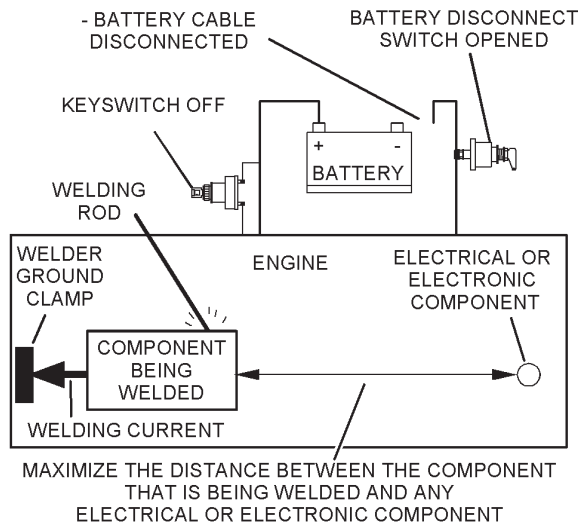 - BATTERY CABLE
DISCONNECTED
BATTERY DISCONNECT
SWITCH OPENED
KEYSWITCH OFF
+ -
BATTERY
WELDING
ROD
WELDER
GROUND
CLAMP
ENGINE
ELECTRICAL OR
ELECTRONIC
COMPONENT
COMPONENT
BEING
WELDED
WELDING CURRENT
MAXIMIZE THE DISTANCE BETWEEN THE COMPONENT
THAT IS BEING WELDED AND ANY
ELECTRICAL OR ELECTRONIC COMPONENT